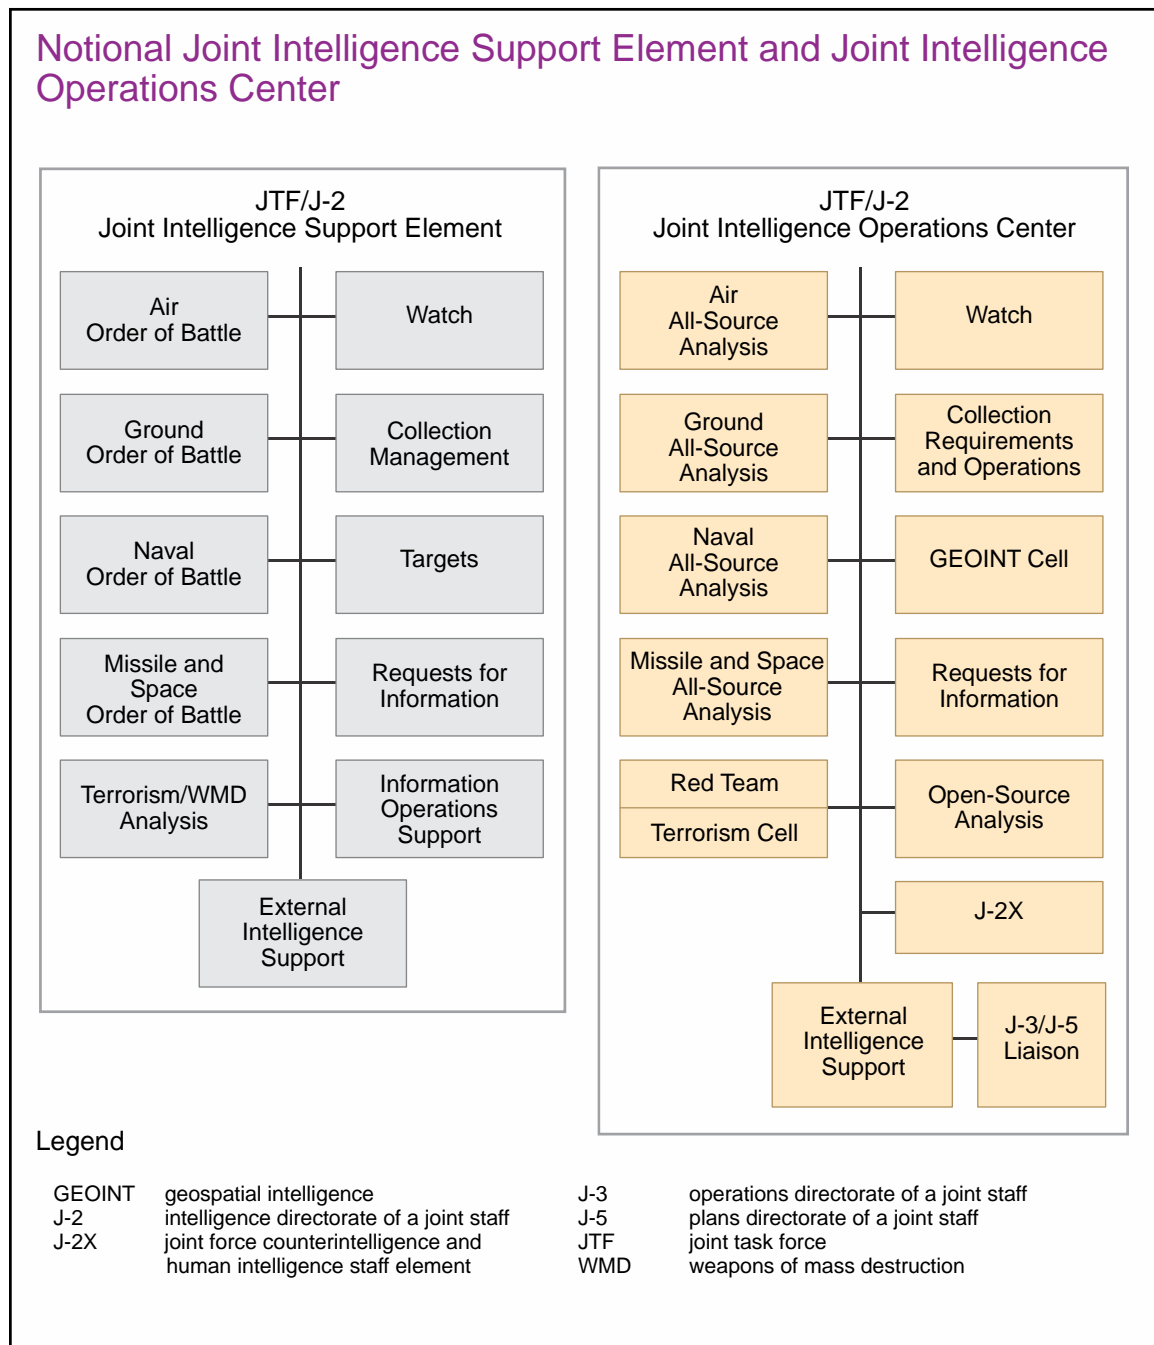 Notional Joint Intelligence Support Element and Joint Intelligence
Operations Center
JTF/J-2
Joint Intelligence Support Element
Air
Order of Battle
Watch
Ground
Order of Battle
Collection
Management
Naval
Order of Battle
Targets
Missile and
Space
Order of Battle
Requests for
Information
Terrorism/WMD
Analysis
Information
Operations
Support
External
Intelligence
Support
JTF/J-2
Joint Intelligence Operations Center
Air
All-Source
Analysis
Watch
Ground
All-Source
Analysis
Collection
Requirements
and Operations
Naval
All-Source
Analysis
GEOINT Cell
Missile and Space
All-Source
Analysis
Requests for
Information
Red Team
Terrorism Cell
Open-Source
Analysis
J-2X
External
Intelligence
Support
J-3/J-5
Liaison
Legend
GEOINT geospatial intelligence
J-2 intelligence directorate of a joint staff
J-2X joint force counterintelligence and
human intelligence staff element
J-3 operations directorate of a joint staff
J-5 plans directorate of a joint staff
JTF joint task force
WMD weapons of mass destruction